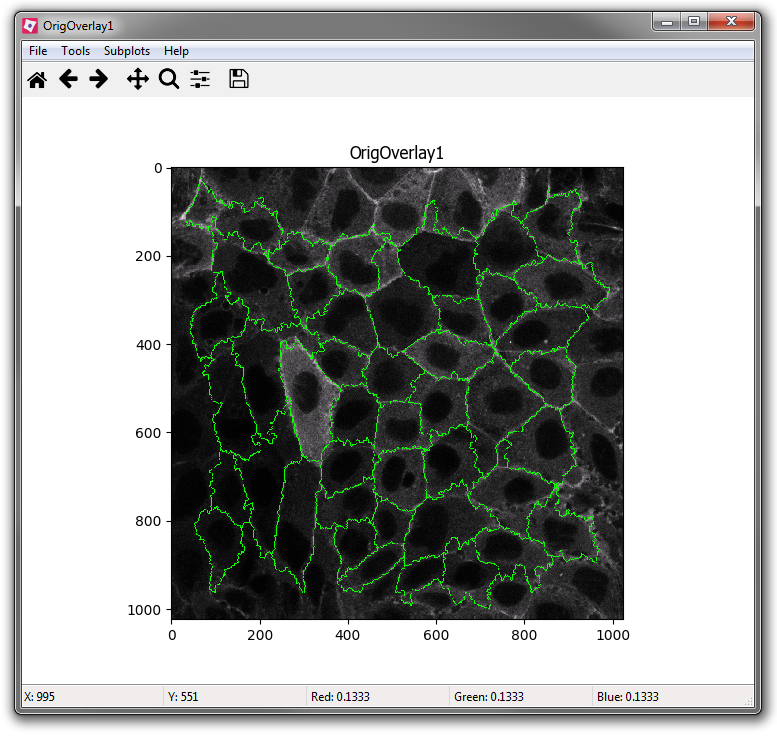 OrigOverlay1
File Tools Subplots Help
OrigOverlay1
0
200
400
600
800
1000
0 200 400 600 800 1000
X: 995 Y: 551 Red: 0.1333 Green: 0.1333 Blue: 0.1333